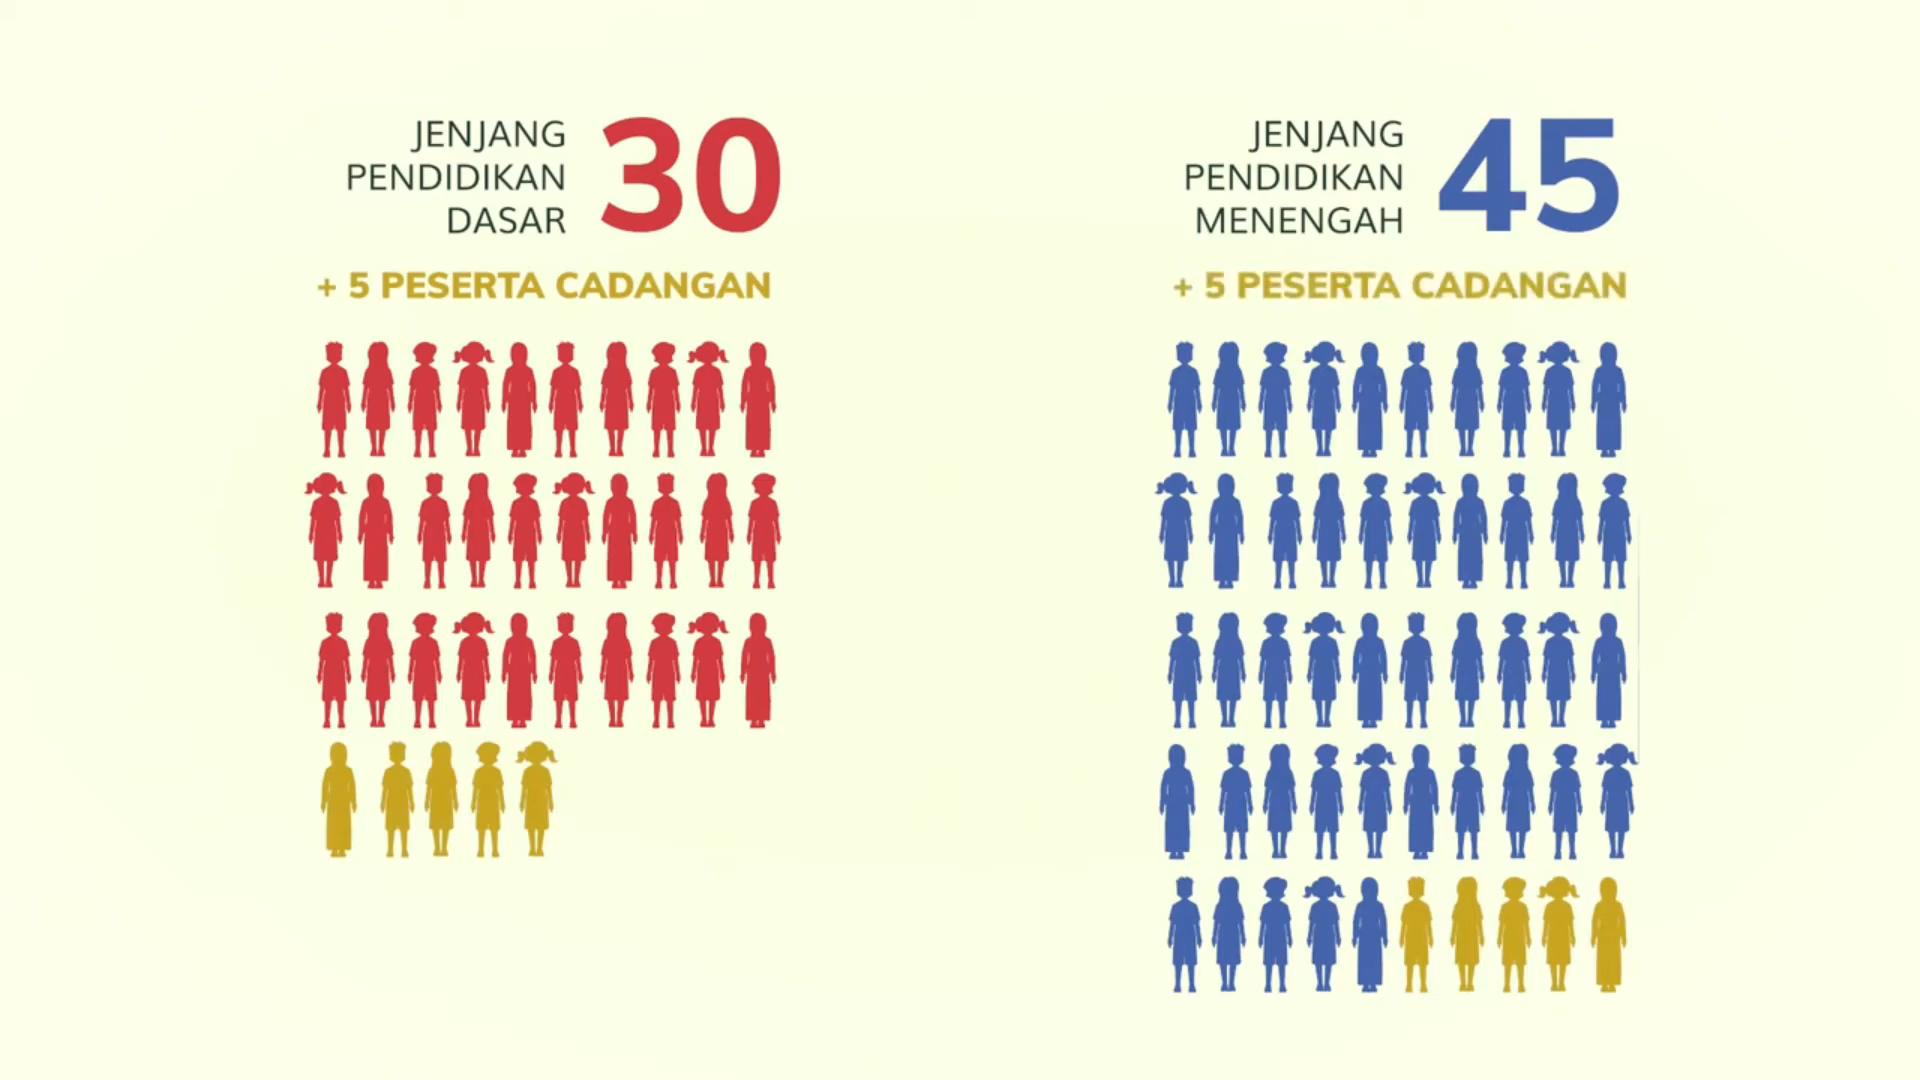 JENJANG
PENDIDIKAN
DASAR
30
+ 5 PESERTA CADANGAN
JENJANG
PENDIDIKAN
MENENGAH
45
+ 5 PESERTA CADANGAN